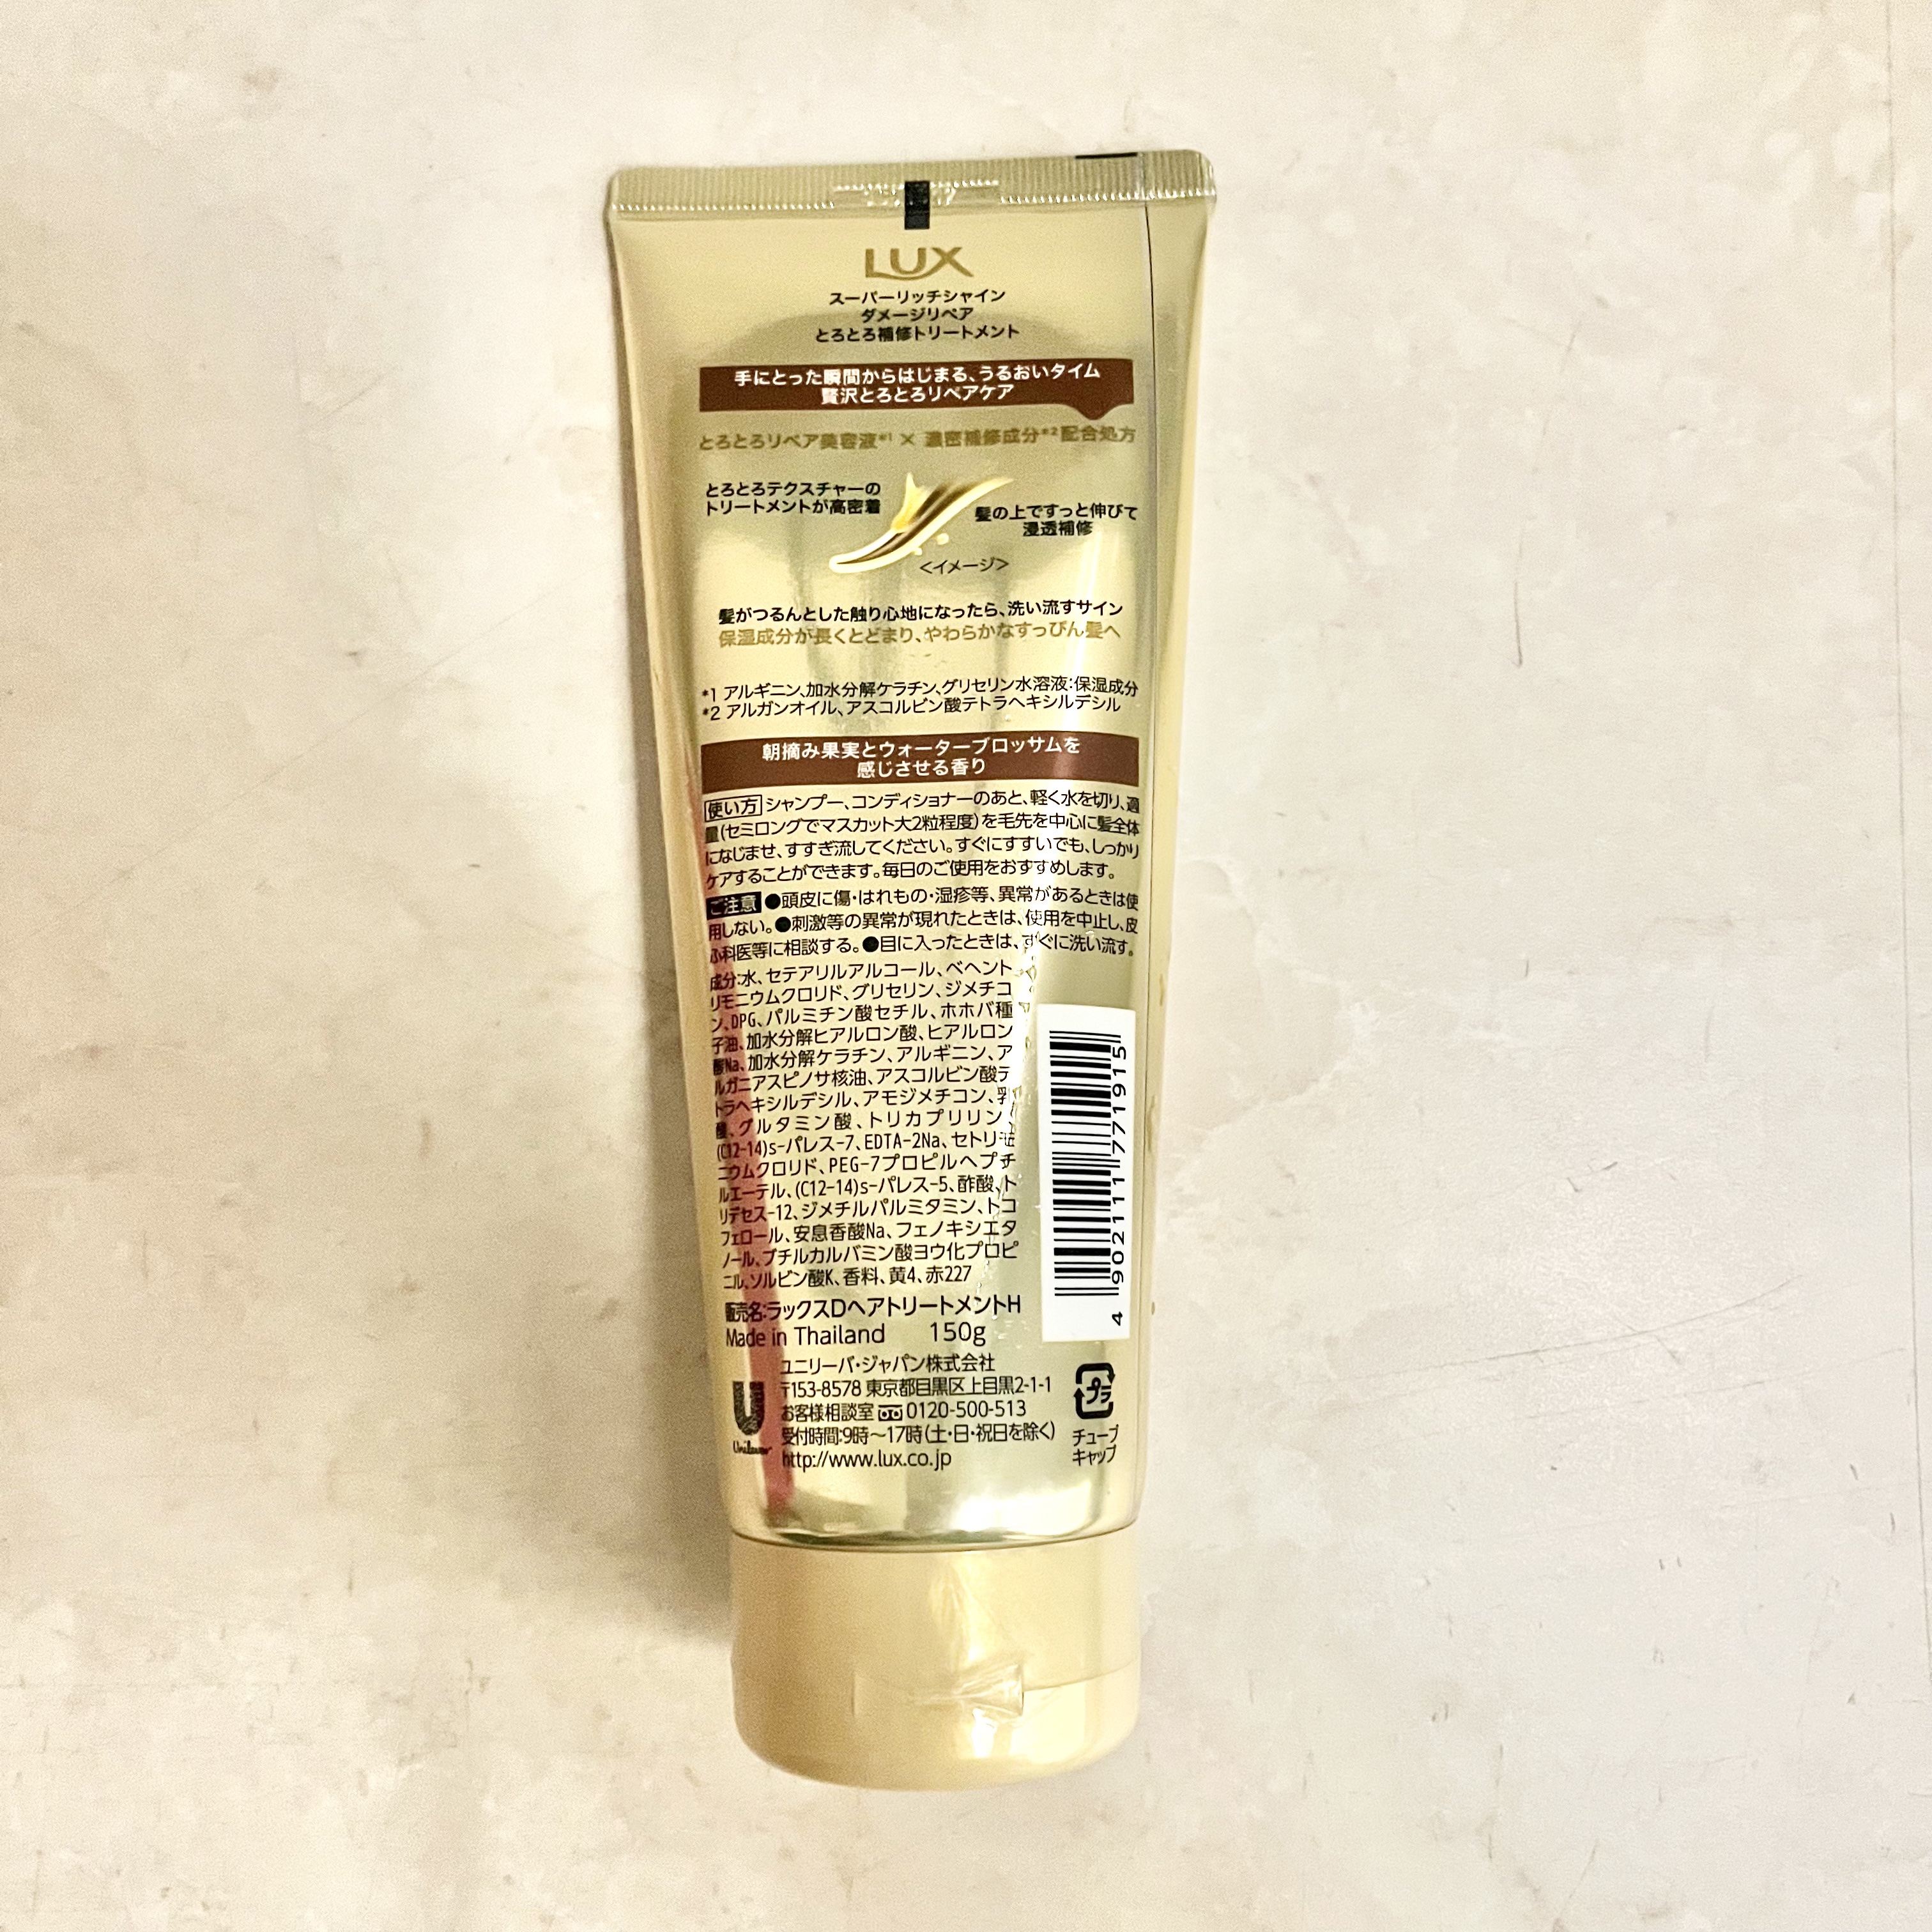 LUX
スーパーリッチシャイン
ダメージリペア
とろとろ補修トリートメント
手にとった瞬間からはじまる、うるおいタイム
贅沢とろとろリペアケア
とろとろリペア美容液*1 × 濃密補修成分*2配合処方
とろとろテクスチャーの
トリートメントが高密着
髪の上ですっと伸びて
浸透補修
<イメージ>
髪がつるんとした触り心地になったら、洗い流すサイン
保湿成分が長くとどまり、やわらかなすっぴん髪へ
*1 アルギニン、加水分解ケラチン、グリセリン水溶液:保湿成分
*2 アルガンオイル、アスコルビン酸テトラヘキシルデシル
朝摘み果実とウォーターブロッサムを
感じさせる香り
使い方 シャンプー、コンディショナーのあと、軽く水を切り、適
量(セミロングでマスカット大2粒程度)を毛先を中心に髪全体
になじませ、すすぎ流してください。すぐにすすいでも、しっかり
ケアすることができます。毎日のご使用をおすすめします。
ご注意 ●頭皮に傷・はれもの・湿疹等、異常があるときは使
用しない。●刺激等の異常が現れたときは、使用を中止し、皮
ふ科医等に相談する。●目に入ったときは、すぐに洗い流す。
成分:水、セテアリルアルコール、ベヘント
リモニウムクロリド、グリセリン、ジメチコ
ン、DPG、パルミチン酸セチル、ホホバ種
子油、加水分解ヒアルロン酸、ヒアルロン
酸Na、加水分解ケラチン、アルギニン、ア
ルガニアスピノサ核油、アスコルビン酸テ
トラヘキシルデシル、アモジメチコン、乳
酸、グルタミン酸、トリカプリリン、
(C12-14)s-パレス-7、EDTA-2Na、セトリモ
ニウムクロリド、PEG-7プロピルヘプチ
ルエーテル、(C12-14)s-パレス-5、酢酸、ト
リデセス-12、ジメチルパルミタミン、トコ
フェロール、安息香酸Na、フェノキシエタ
ノール、ブチルカルバミン酸ヨウ化プロピ
ニル、ソルビン酸K、香料、黄4、赤227
販売名:ラックスDヘアトリートメントH
Made in Thailand 150g
4 902111 771915
Unilever
ユニリーバ・ジャパン株式会社
〒153-8578 東京都目黒区上目黒2-1-1
お客様相談室 0120-500-513
受付時間:9時〜17時(土・日・祝日を除く)
http://www.lux.co.jp
プラ
チューブ
キャップ